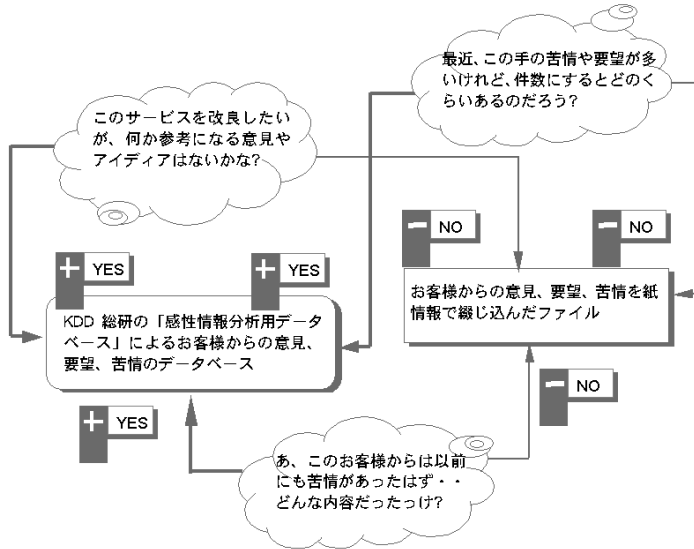 最近、この手の苦情や要望が多
いけれど、件数にするとどのく
らいあるのだろう?
このサービスを改良したい
が、何か参考になる意見や
アイディアはないかな?
NO
NO
YES
YES
お客様からの意見、要望、苦情を紙
情報で綴じ込んだファイル
KDD 総研の「感性情報分析用データ
ベース」によるお客様からの意見、
要望、苦情のデータベース
NO
YES
あ、このお客様からは以前
にも苦情があったはず・・
どんな内容だったっけ?